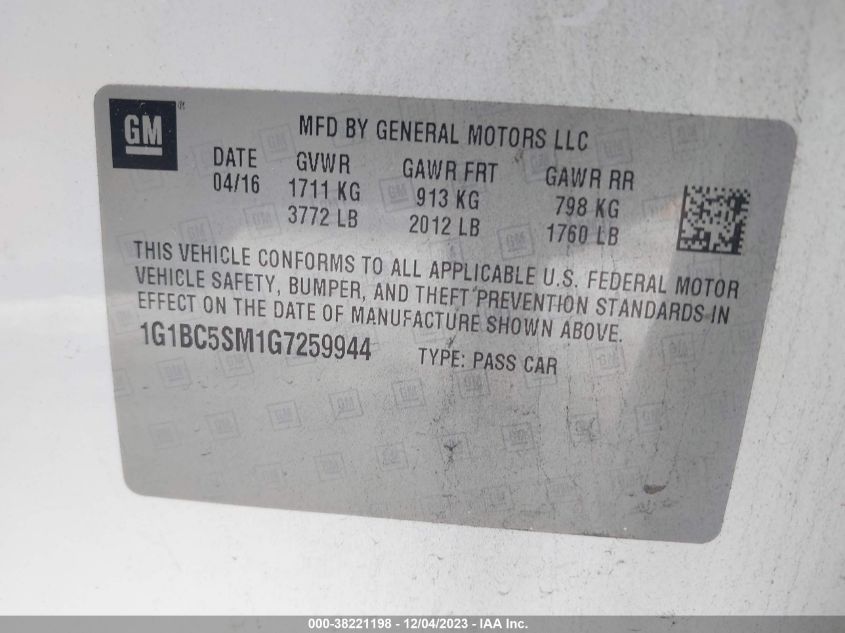 GM®
MFD BY GENERAL MOTORS LLC
DATE GVWR GAWR FRT GAWR RR
04/16 1711 KG 913 KG 798 KG
3772 LB 2012 LB 1760 LB
THIS VEHICLE CONFORMS TO ALL APPLICABLE U.S. FEDERAL MOTOR
VEHICLE SAFETY, BUMPER, AND THEFT PREVENTION STANDARDS IN
EFFECT ON THE DATE OF MANUFACTURE SHOWN ABOVE.
1G1BC5SM1G7259944 TYPE: PASS CAR
000-38221198 - 12/04/2023 - IAA Inc.